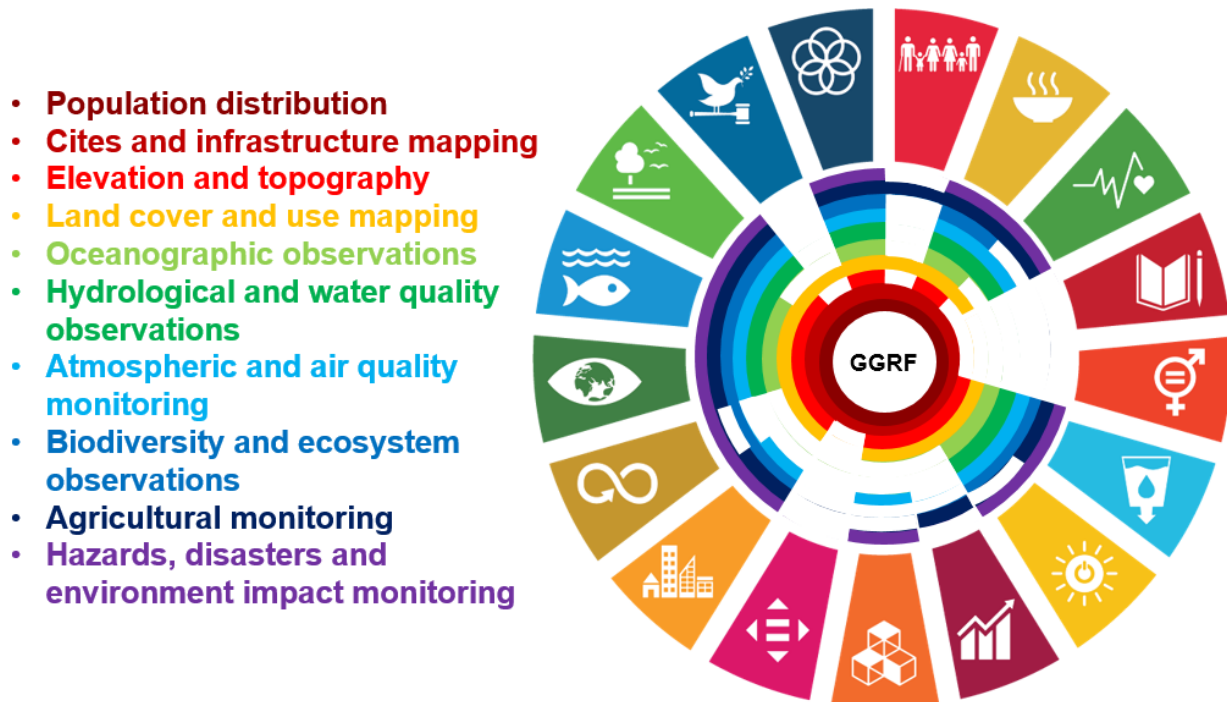 • Population distribution
• Cites and infrastructure mapping
• Elevation and topography
• Land cover and use mapping
• Oceanographic observations
• Hydrological and water quality
observations
• Atmospheric and air quality
monitoring
• Biodiversity and ecosystem
observations
• Agricultural monitoring
• Hazards, disasters and
environment impact monitoring
GGRF